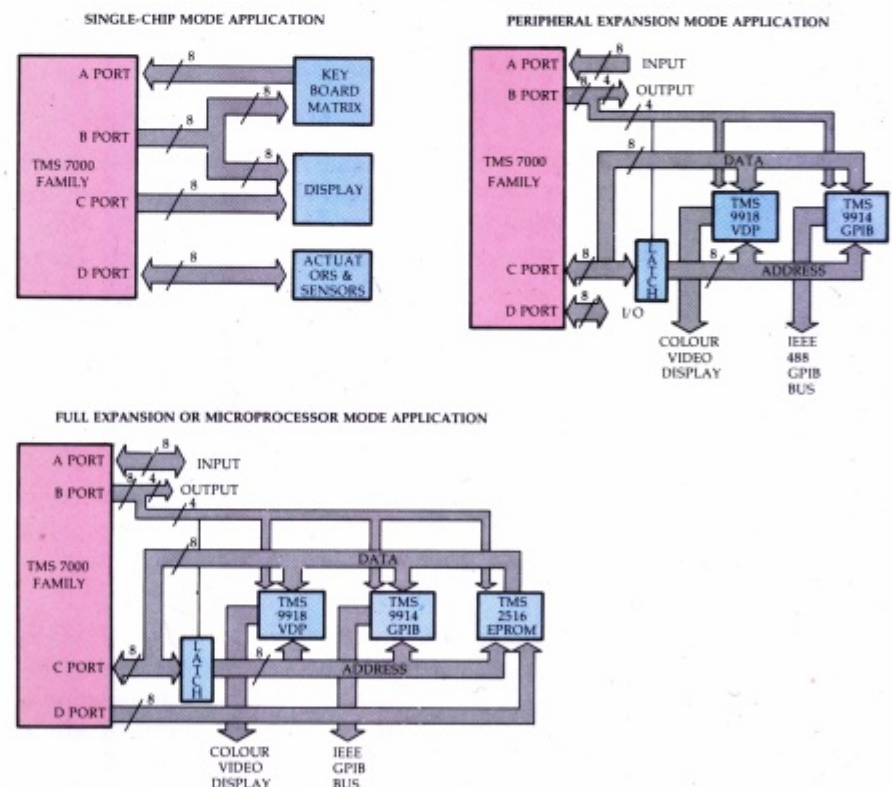 SINGLE-CHIP MODE APPLICATION
A PORT
8
KEY
BOARD
MATRIX
8
B PORT
8
TMS 7000
FAMILY
8
DISPLAY
C PORT
8
D PORT
8
ACTUAT
ORS &
SENSORS
PERIPHERAL EXPANSION MODE APPLICATION
A PORT
8
INPUT
B PORT
8
4
OUTPUT
4
TMS 7000
FAMILY
8
DATA
TMS
9918
VDP
TMS
9914
GPIB
C PORT
8
LATCH
8
ADDRESS
D PORT
8
I/O
COLOUR
VIDEO
DISPLAY
IEEE
488
GPIB
BUS
FULL EXPANSION OR MICROPROCESSOR MODE APPLICATION
A PORT
8
INPUT
B PORT
8
4
OUTPUT
4
TMS 7000
FAMILY
8
DATA
TMS
9918
VDP
TMS
9914
GPIB
TMS
2516
EPROM
C PORT
8
LATCH
8
ADDRESS
D PORT
8
COLOUR
VIDEO
DISPLAY
IEEE
GPIB
BUS